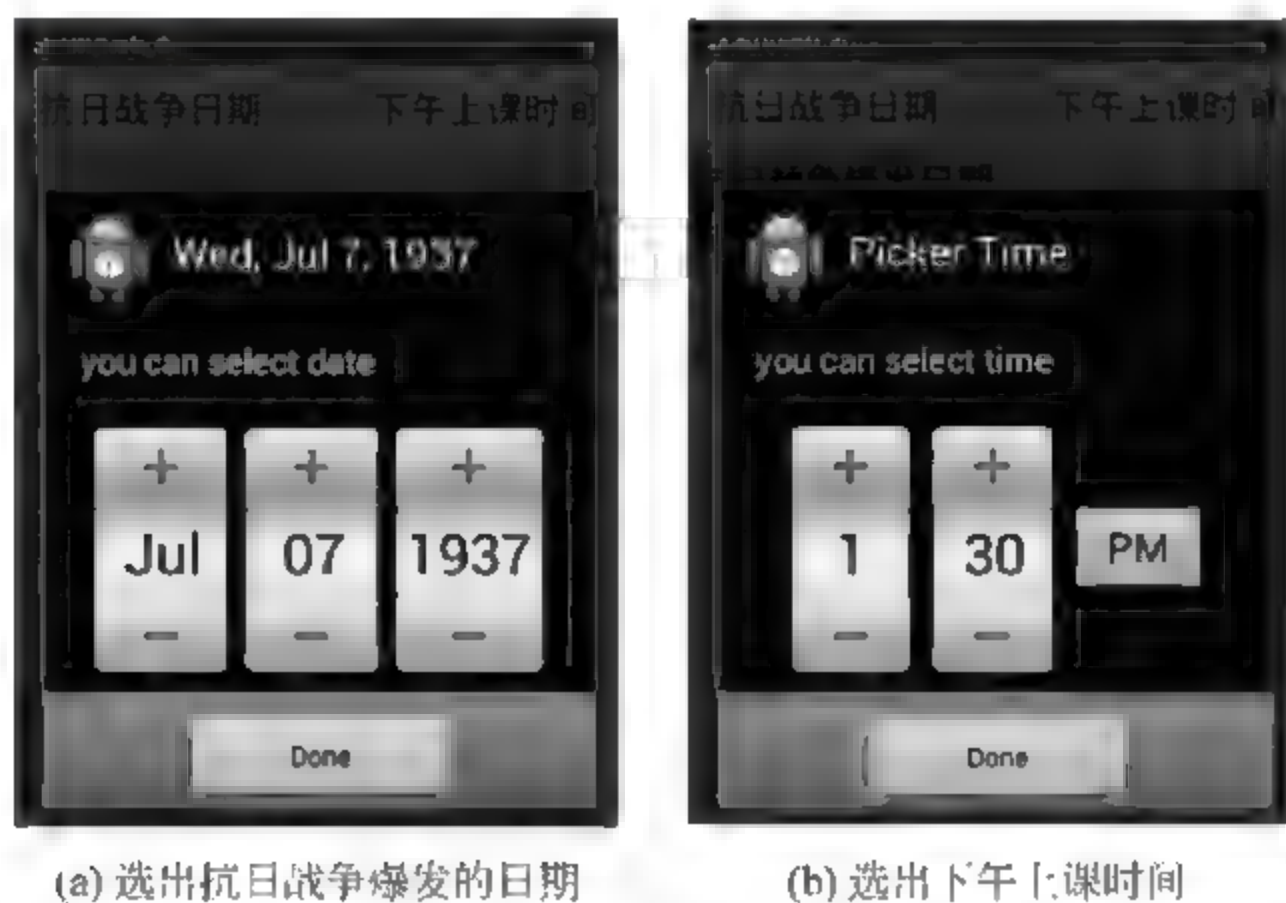 抗日战争日期 下午上课时间
Wed, Jul 7, 1937
you can select date
+ + +
Jul 07 1937
− − −
Done
(a) 选出抗日战争爆发的日期
抗日战争日期 下午上课时间
Picker Time
you can select time
+ +
1 30 PM
− −
Done
(b) 选出下午上课时间